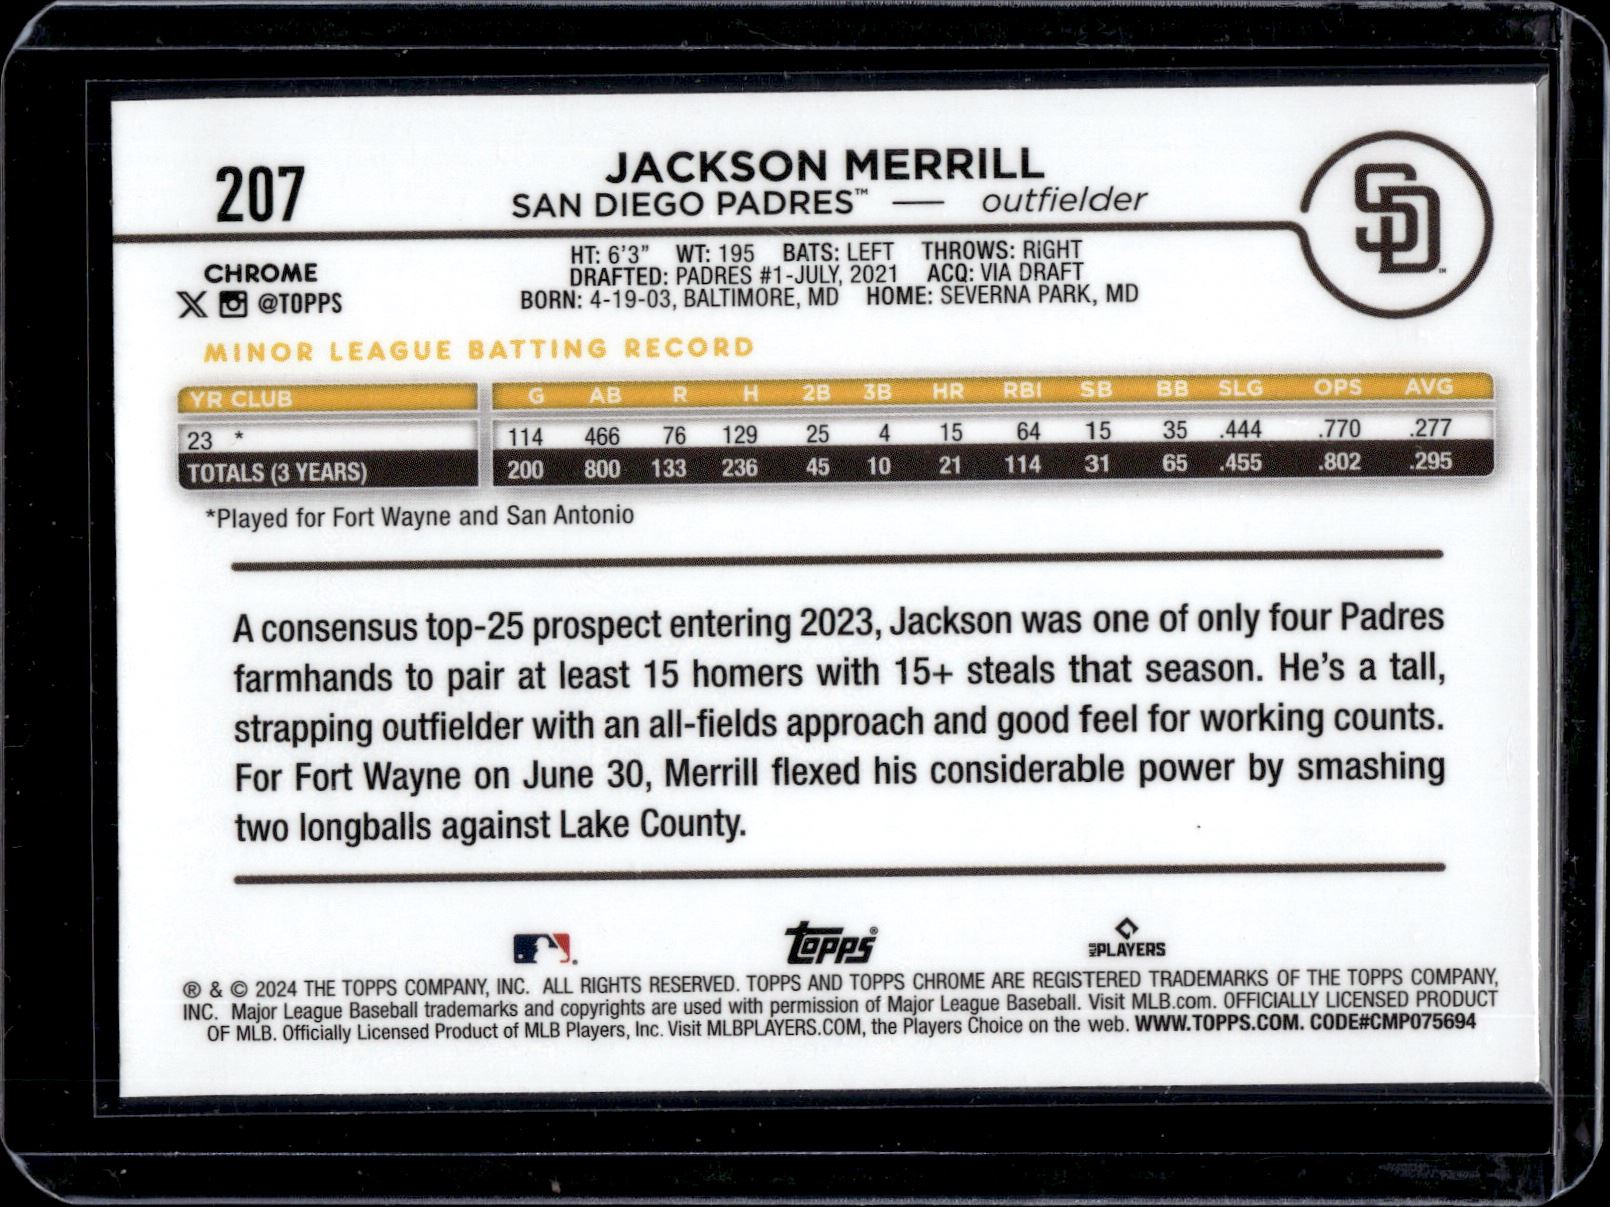 207
JACKSON MERRILL
SAN DIEGO PADRES™ — outfielder
SD™
CHROME
@TOPPS
HT: 6'3" WT: 195 BATS: LEFT THROWS: RIGHT
DRAFTED: PADRES #1-JULY, 2021 ACQ: VIA DRAFT
BORN: 4-19-03, BALTIMORE, MD HOME: SEVERNA PARK, MD
MINOR LEAGUE BATTING RECORD
YR CLUB G AB R H 2B 3B HR RBI SB BB SLG OPS AVG
23 * 114 466 76 129 25 4 15 64 15 35 .444 .770 .277
TOTALS (3 YEARS) 200 800 133 236 45 10 21 114 31 65 .455 .802 .295
*Played for Fort Wayne and San Antonio
A consensus top-25 prospect entering 2023, Jackson was one of only four Padres
farmhands to pair at least 15 homers with 15+ steals that season. He's a tall,
strapping outfielder with an all-fields approach and good feel for working counts.
For Fort Wayne on June 30, Merrill flexed his considerable power by smashing
two longballs against Lake County.
Topps® MLB PLAYERS
® & © 2024 THE TOPPS COMPANY, INC. ALL RIGHTS RESERVED. TOPPS AND TOPPS CHROME ARE REGISTERED TRADEMARKS OF THE TOPPS COMPANY,
INC. Major League Baseball trademarks and copyrights are used with permission of Major League Baseball. Visit MLB.com. OFFICIALLY LICENSED PRODUCT
OF MLB. Officially Licensed Product of MLB Players, Inc. Visit MLBPLAYERS.COM, the Players Choice on the web. WWW.TOPPS.COM. CODE#CMP075694